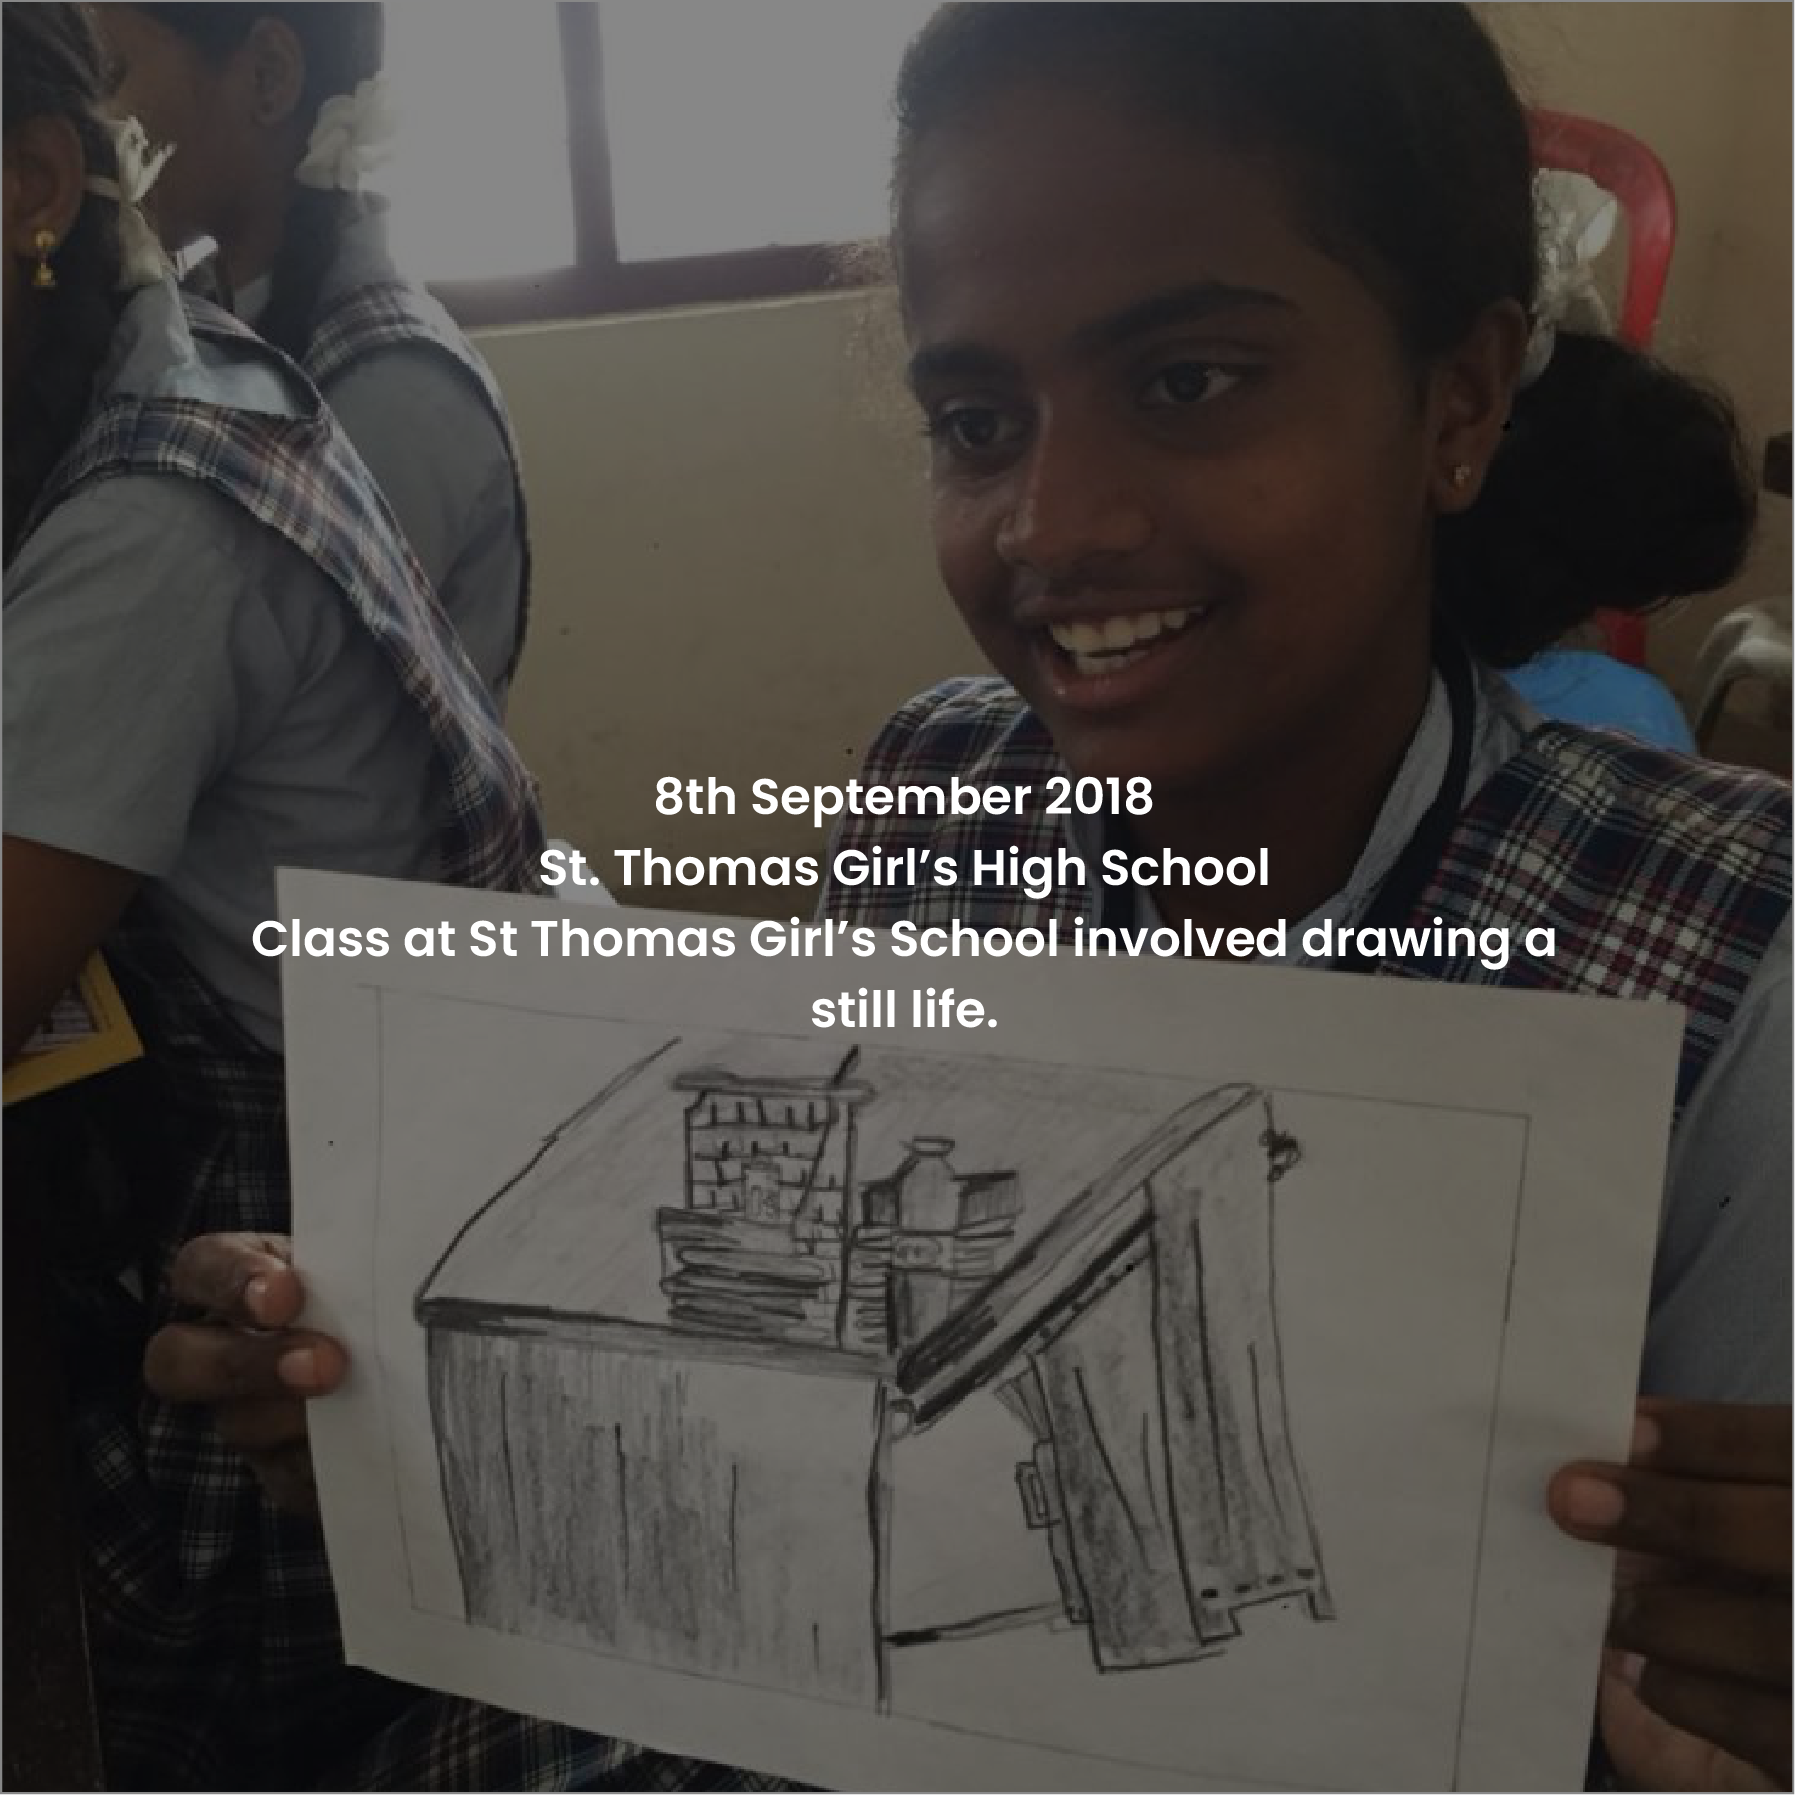 8th September 2018
St. Thomas Girl’s High School
Class at St Thomas Girl’s School involved drawing a
still life.